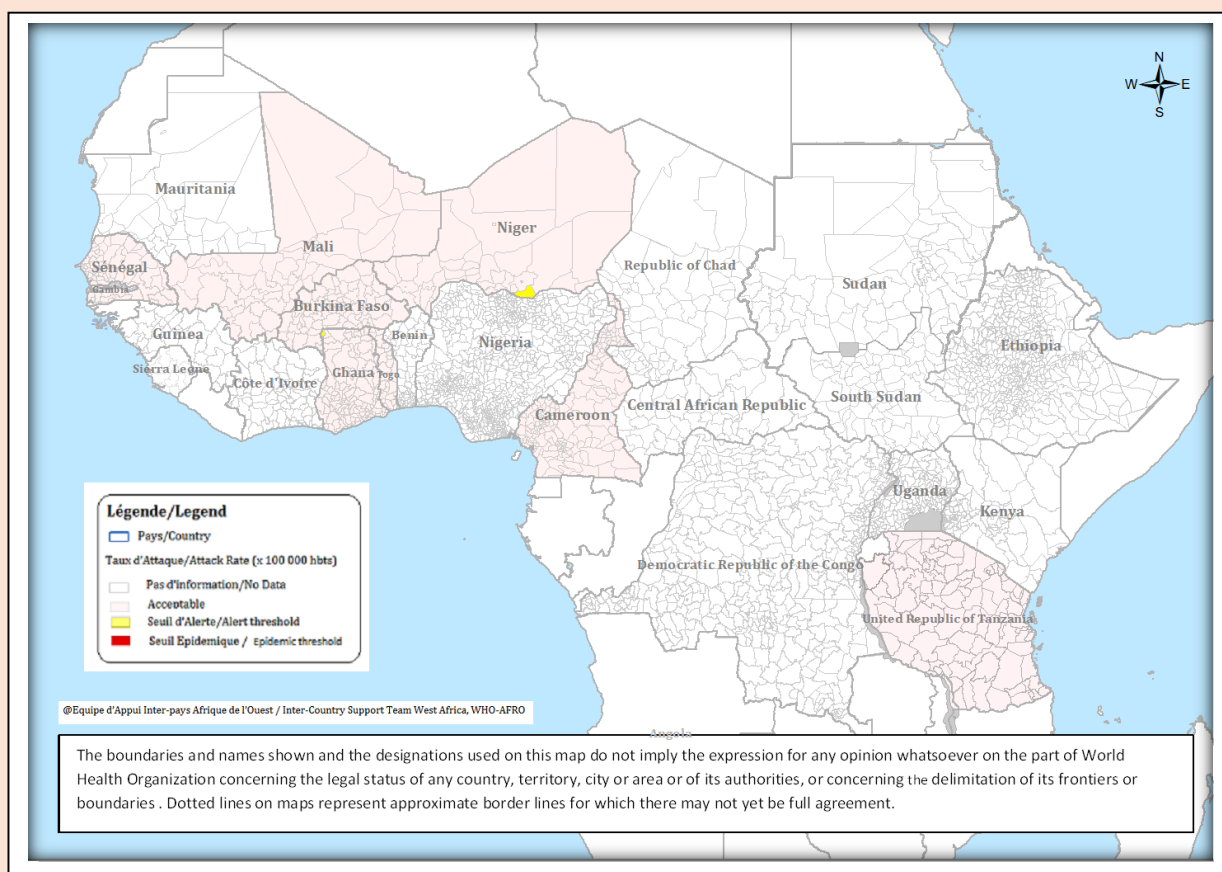 N
W E
S
Mauritania
Mali
Niger
Republic of Chad
Sudan
Sénégal
Gambia
Burkina Faso
Benin
Guinea
Nigeria
Ethiopia
Sierra Leone
Côte d'Ivoire
Ghana
Togo
Cameroon
Central African Republic
South Sudan
Uganda
Kenya
Democratic Republic of the Congo
United Republic of Tanzania
Angola
Légende/Legend
Pays/Country
Taux d'Attaque/Attack Rate (x 100 000 hbts)
Pas d'information/No Data
Acceptable
Seuil d'Alerte/Alert threshold
Seuil Epidemique / Epidemic threshold
@Equipe d'Appui Inter-pays Afrique de l'Ouest / Inter-Country Support Team West Africa, WHO-AFRO
The boundaries and names shown and the designations used on this map do not imply the expression for any opinion whatsoever on the part of World
Health Organization concerning the legal status of any country, territory, city or area or of its authorities, or concerning the delimitation of its frontiers or
boundaries . Dotted lines on maps represent approximate border lines for which there may not yet be full agreement.